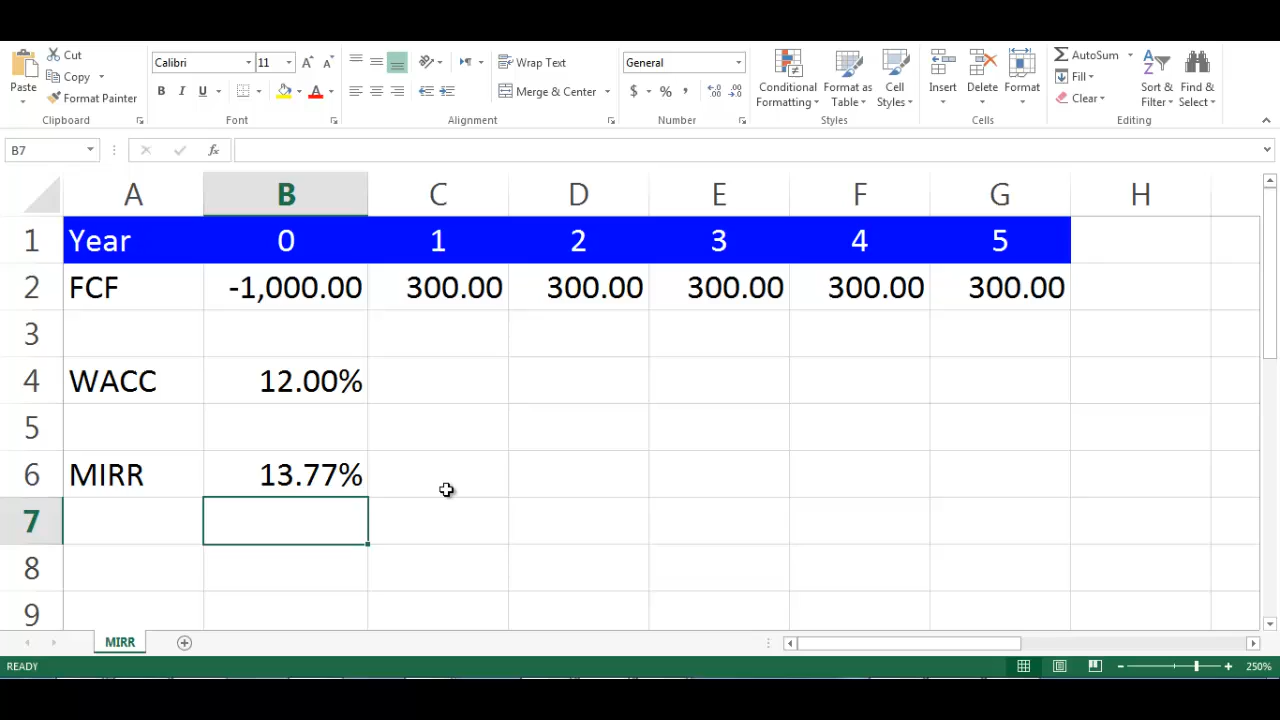 Cut
Copy
Format Painter
Paste
Clipboard
Calibri 11
B I U A
Font
Wrap Text
Merge & Center
Alignment
General
$ % ,
Number
Conditional Formatting
Format as Table
Cell Styles
Styles
Insert
Delete
Format
Cells
AutoSum
Fill
Clear
Sort & Filter
Find & Select
Editing
B7 fx
A B C D E F G H
1 Year 0 1 2 3 4 5
2 FCF -1,000.00 300.00 300.00 300.00 300.00 300.00
3
4 WACC 12.00%
5
6 MIRR 13.77%
7
8
9
MIRR
READY 250%